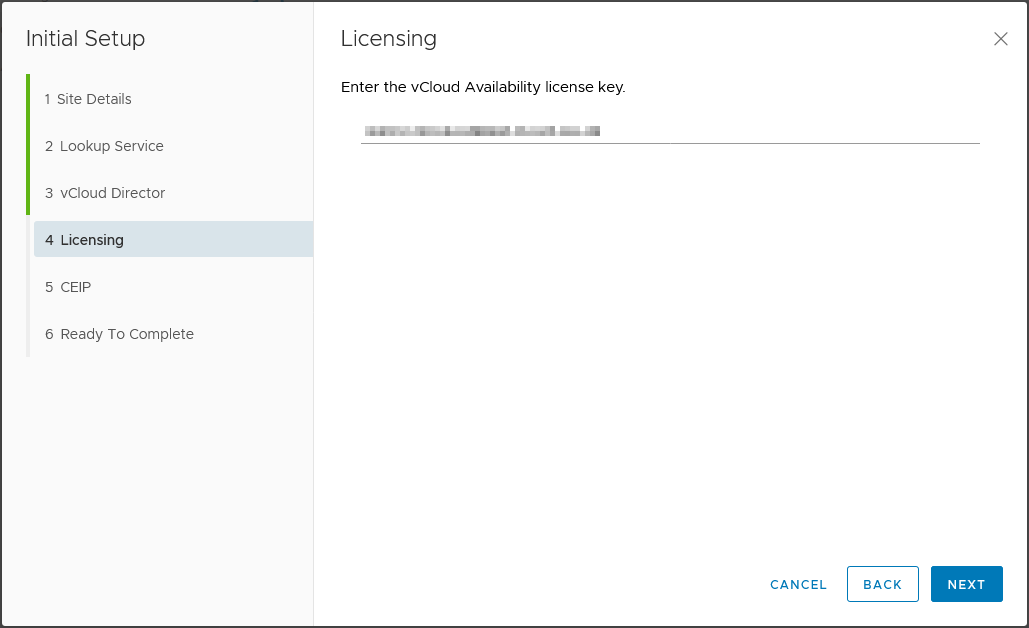 Initial Setup
1 Site Details
2 Lookup Service
3 vCloud Director
4 Licensing
5 CEIP
6 Ready To Complete
Licensing
Enter the vCloud Availability license key.
CANCEL
BACK
NEXT